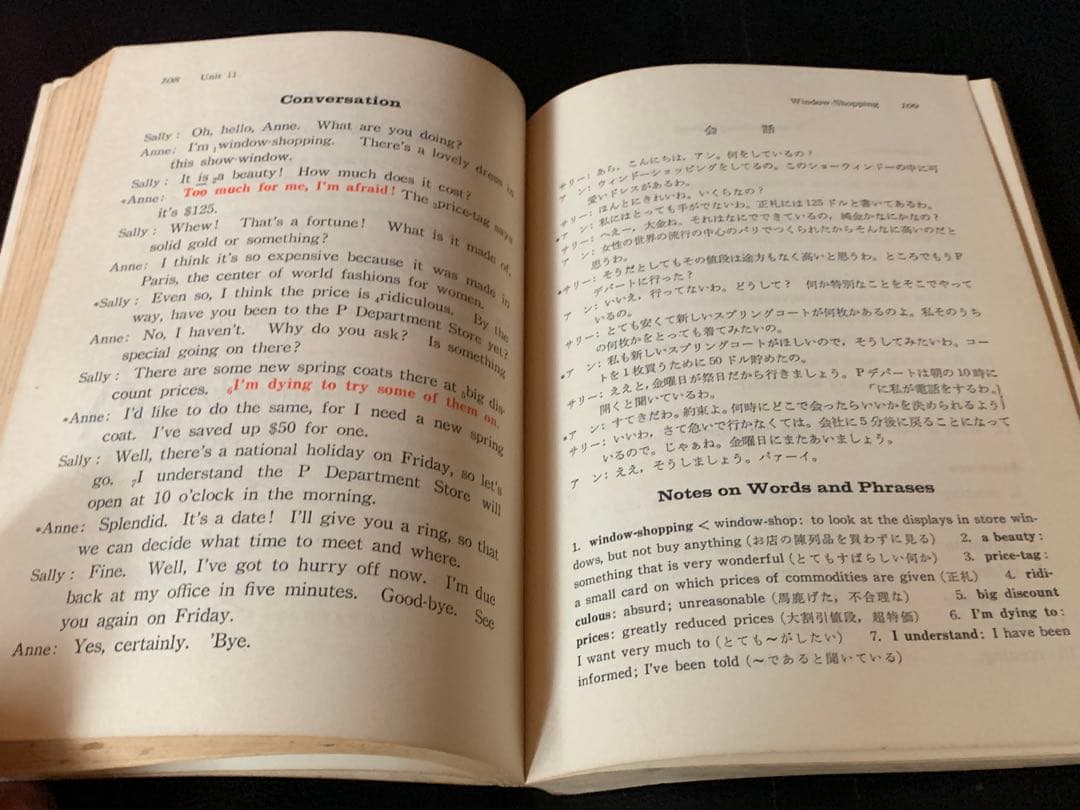 108 Unit 11
Conversation
Sally: Oh, hello, Anne. What are you doing?
Anne: I'm 1window-shopping. There's a lovely dress in
this show-window.
Sally: It is 2a beauty! How much does it cost?
*Anne: Too much for me, I'm afraid! The 3price-tag says
it's $125.
Sally: Whew! That's a fortune! What is it made of,
solid gold or something?
Anne: I think it's so expensive because it was made in
Paris, the center of world fashions for women.
*Sally: Even so, I think the price is 4ridiculous. By the
way, have you been to the P Department Store yet?
Anne: No, I haven't. Why do you ask? Is something
special going on there?
Sally: There are some new spring coats there at 5big dis-
count prices. 6I'm dying to try some of them on.
*Anne: I'd like to do the same, for I need a new spring
coat. I've saved up $50 for one.
Sally: Well, there's a national holiday on Friday, so let's
go. 7I understand the P Department Store will
open at 10 o'clock in the morning.
*Anne: Splendid. It's a date! I'll give you a ring, so that
we can decide what time to meet and where.
Sally: Fine. Well, I've got to hurry off now. I'm due
back at my office in five minutes. Good-bye. See
you again on Friday.
Anne: Yes, certainly. 'Bye.
Window-Shopping 109
会話
サリー: あら, こんにちは, アン。何をしているの?
アン: ウィンドーショッピングをしてるの。このショーウィンドーの中に可
愛いドレスがあるわ。
サリー: ほんとにきれいわ。いくらなの?
*アン: 私にはとっても手がでないわ。正札には125ドルと書いてあるわ。
サリー: へえー, 大金ね。それはなにでできているの, 純金かなにかなの?
アン: 女性の世界の流行の中心のパリでつくられたからそんなに高いのだと
思うわ。
*サリー: そうだとしてもその値段は途方もなく高いと思うわ。ところでもうP
デパートに行った?
アン: いいえ, 行ってないわ。どうして? 何か特別なことをそこでやって
いるの。
サリー: とても安くて新しいスプリングコートが何枚かあるのよ。私そのうち
の何枚かをとっても着てみたいの。
*アン: 私も新しいスプリングコートがほしいので, そうしてみたいわ。コー
トを1枚買うために50ドル貯めたの。
サリー: ええと, 金曜日が祭日だから行きましょう。Pデパートは朝の10時に
開くと聞いているわ。 「に私が電話をするわ。
*アン: すてきだわ。約束よ。何時にどこで会ったらいいかを決められるよう
サリー: いいわ, さて急いで行かなくては。会社に5分後に戻ることになって
いるので。じゃあね。金曜日にまたあいましょう。
アン: ええ, そうしましょう。バァーイ。
Notes on Words and Phrases
1. window-shopping < window-shop: to look at the displays in store win-
dows, but not buy anything (お店の陳列品を買わずに見る) 2. a beauty:
something that is very wonderful (とてもすばらしい何か) 3. price-tag:
a small card on which prices of commodities are given (正札) 4. ridi-
culous: absurd; unreasonable (馬鹿げた, 不合理な) 5. big discount
prices: greatly reduced prices (大割引値段, 超特価) 6. I'm dying to:
I want very much to (とても〜がしたい) 7. I understand: I have been
informed; I've been told (〜であると聞いている)